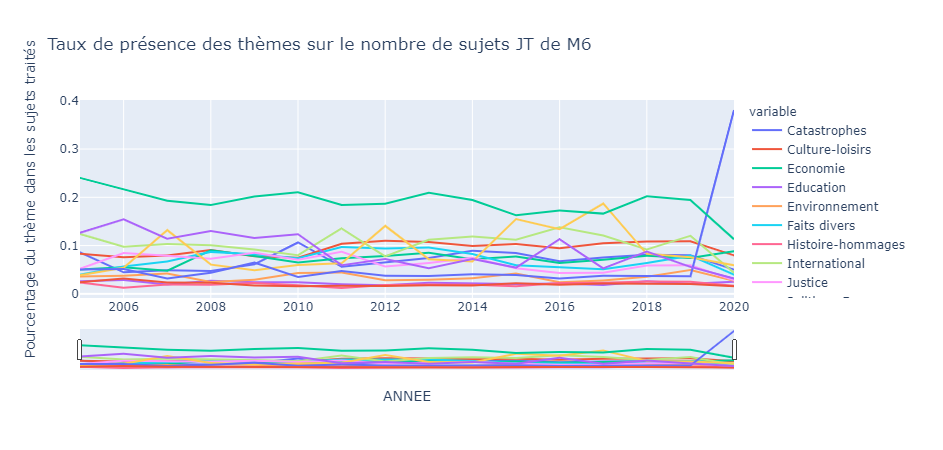 Taux de présence des thèmes sur le nombre de sujets JT de M6
Pourcentage du thème dans les sujets traités
0.4
0.3
0.2
0.1
0
2006
2008
2010
2012
2014
2016
2018
2020
ANNEE
variable
Catastrophes
Culture-loisirs
Economie
Education
Environnement
Faits divers
Histoire-hommages
International
Justice